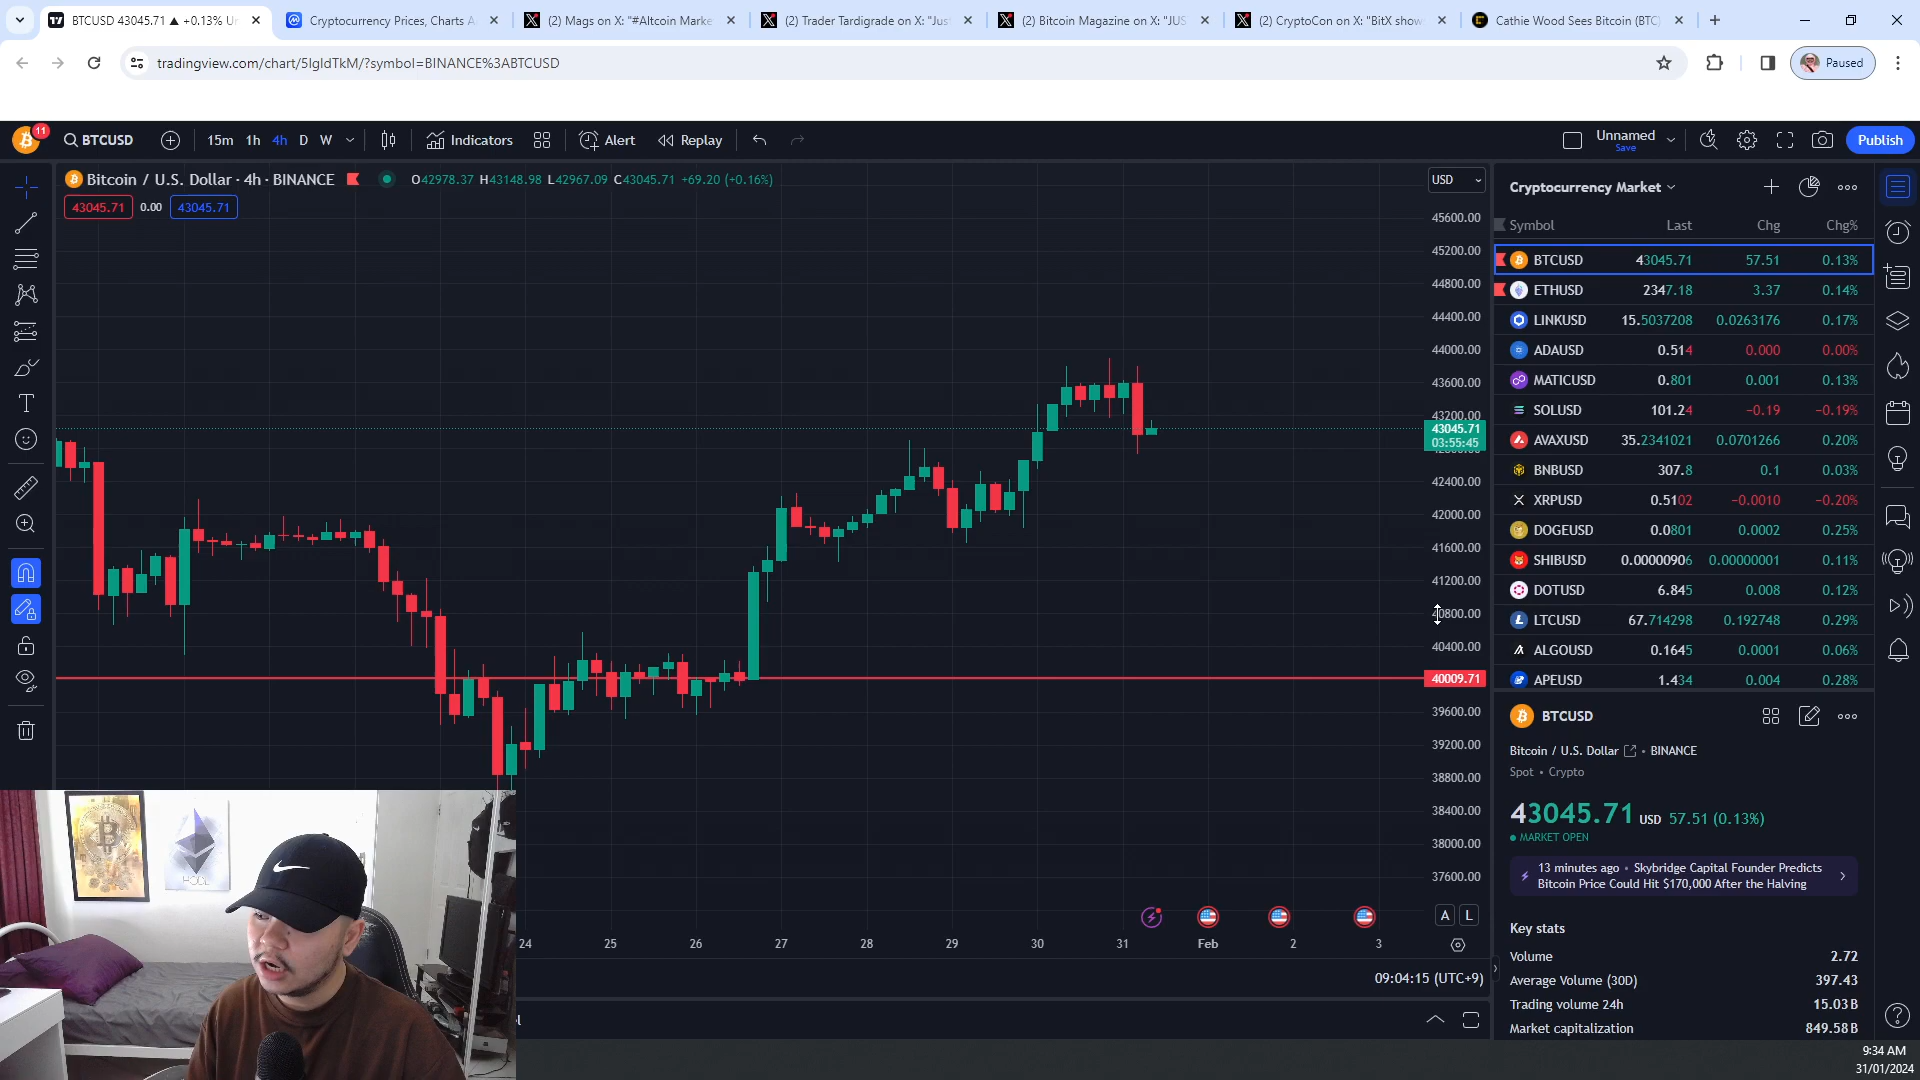 BTCUSD 43045.71 ▲ +0.13% U
Cryptocurrency Prices, Charts A
(2) Mags on X: "#Altcoin Marke
(2) Trader Tardigrade on X: "Jus
(2) Bitcoin Magazine on X: "JUS
(2) CryptoCon on X: "BitX show
Cathie Wood Sees Bitcoin (BTC)
tradingview.com/chart/5IgIdTkM/?symbol=BINANCE%3ABTCUSD
Paused
11
BTCUSD
15m 1h 4h D W
Indicators
Alert
Replay
Unnamed
Save
Publish
Bitcoin / U.S. Dollar · 4h · BINANCE
O42978.37 H43148.98 L42967.09 C43045.71 +69.20 (+0.16%)
43045.71 0.00 43045.71
USD
45600.00
45200.00
44800.00
44400.00
44000.00
43600.00
43200.00
43045.71
03:55:45
42400.00
42000.00
41600.00
41200.00
40800.00
40400.00
40009.71
39600.00
39200.00
38800.00
38400.00
38000.00
37600.00
A L
24 25 26 27 28 29 30 31 Feb 2 3
09:04:15 (UTC+9)
Cryptocurrency Market
Symbol Last Chg Chg%
BTCUSD 43045.71 57.51 0.13%
ETHUSD 2347.18 3.37 0.14%
LINKUSD 15.5037208 0.0263176 0.17%
ADAUSD 0.514 0.000 0.00%
MATICUSD 0.801 0.001 0.13%
SOLUSD 101.24 −0.19 −0.19%
AVAXUSD 35.2341021 0.0701266 0.20%
BNBUSD 307.8 0.1 0.03%
XRPUSD 0.5102 −0.0010 −0.20%
DOGEUSD 0.0801 0.0002 0.25%
SHIBUSD 0.00000906 0.00000001 0.11%
DOTUSD 6.845 0.008 0.12%
LTCUSD 67.714298 0.192748 0.29%
ALGOUSD 0.1645 0.0001 0.06%
APEUSD 1.434 0.004 0.28%
BTCUSD
Bitcoin / U.S. Dollar • BINANCE
Spot • Crypto
43045.71 USD 57.51 (0.13%)
MARKET OPEN
13 minutes ago • Skybridge Capital Founder Predicts
Bitcoin Price Could Hit $170,000 After the Halving
Key stats
Volume 2.72
Average Volume (30D) 397.43
Trading volume 24h 15.03B
Market capitalization 849.58B
HODL
9:34 AM
31/01/2024